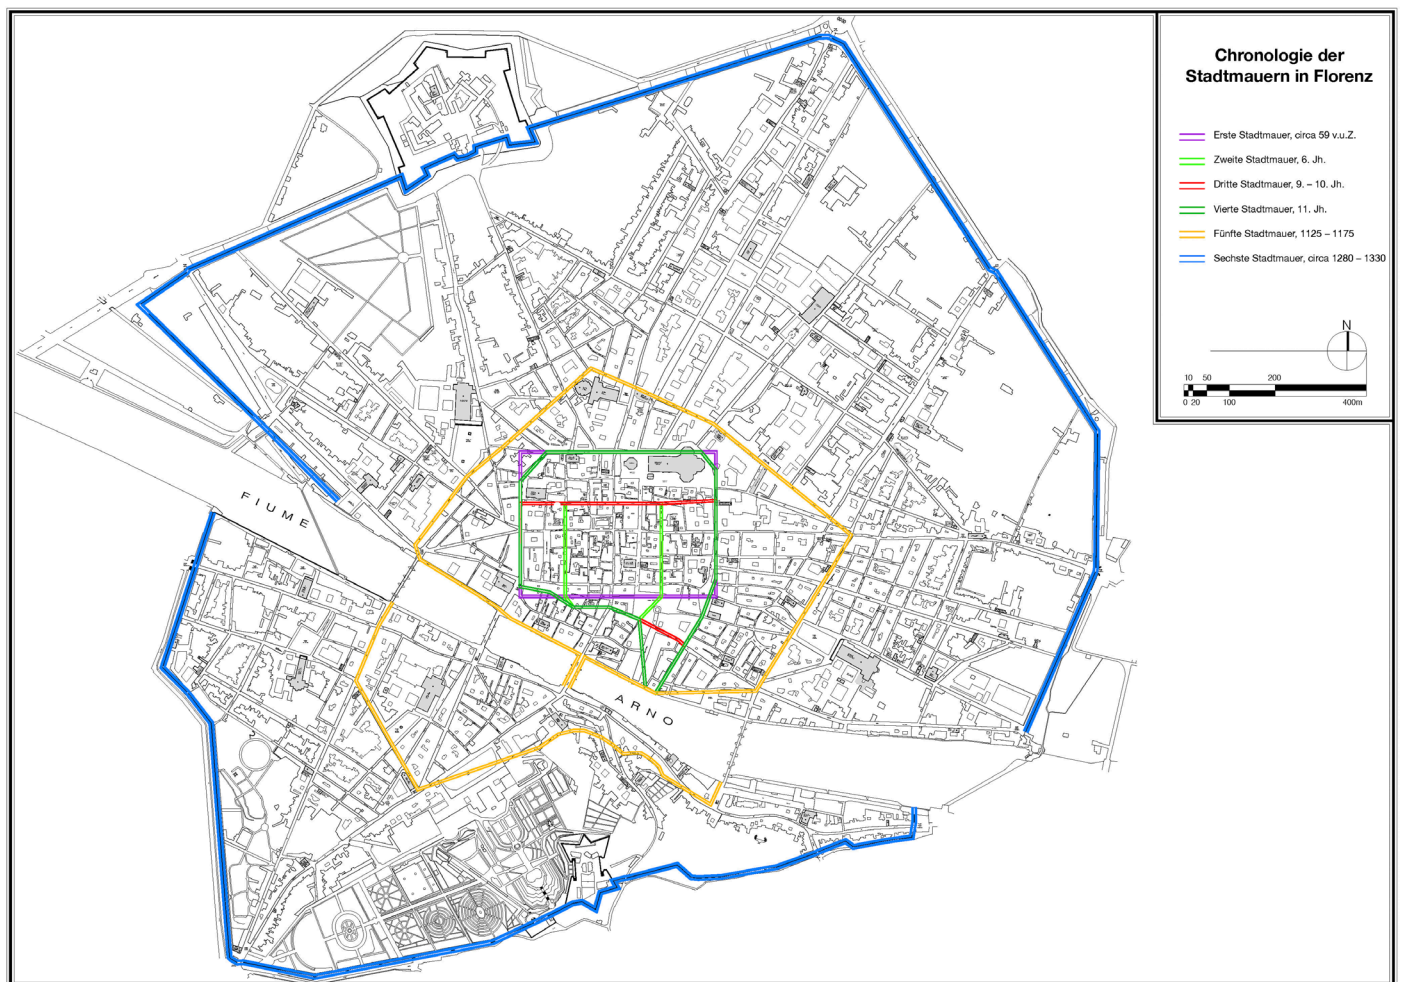 Chronologie der
Stadtmauern in Florenz
Erste Stadtmauer, circa 59 v.u.Z.
Zweite Stadtmauer, 6. Jh.
Dritte Stadtmauer, 9. – 10. Jh.
Vierte Stadtmauer, 11. Jh.
Fünfte Stadtmauer, 1125 – 1175
Sechste Stadtmauer, circa 1280 – 1330
N
10 50 200
0 20 100 400m
FIUME
ARNO